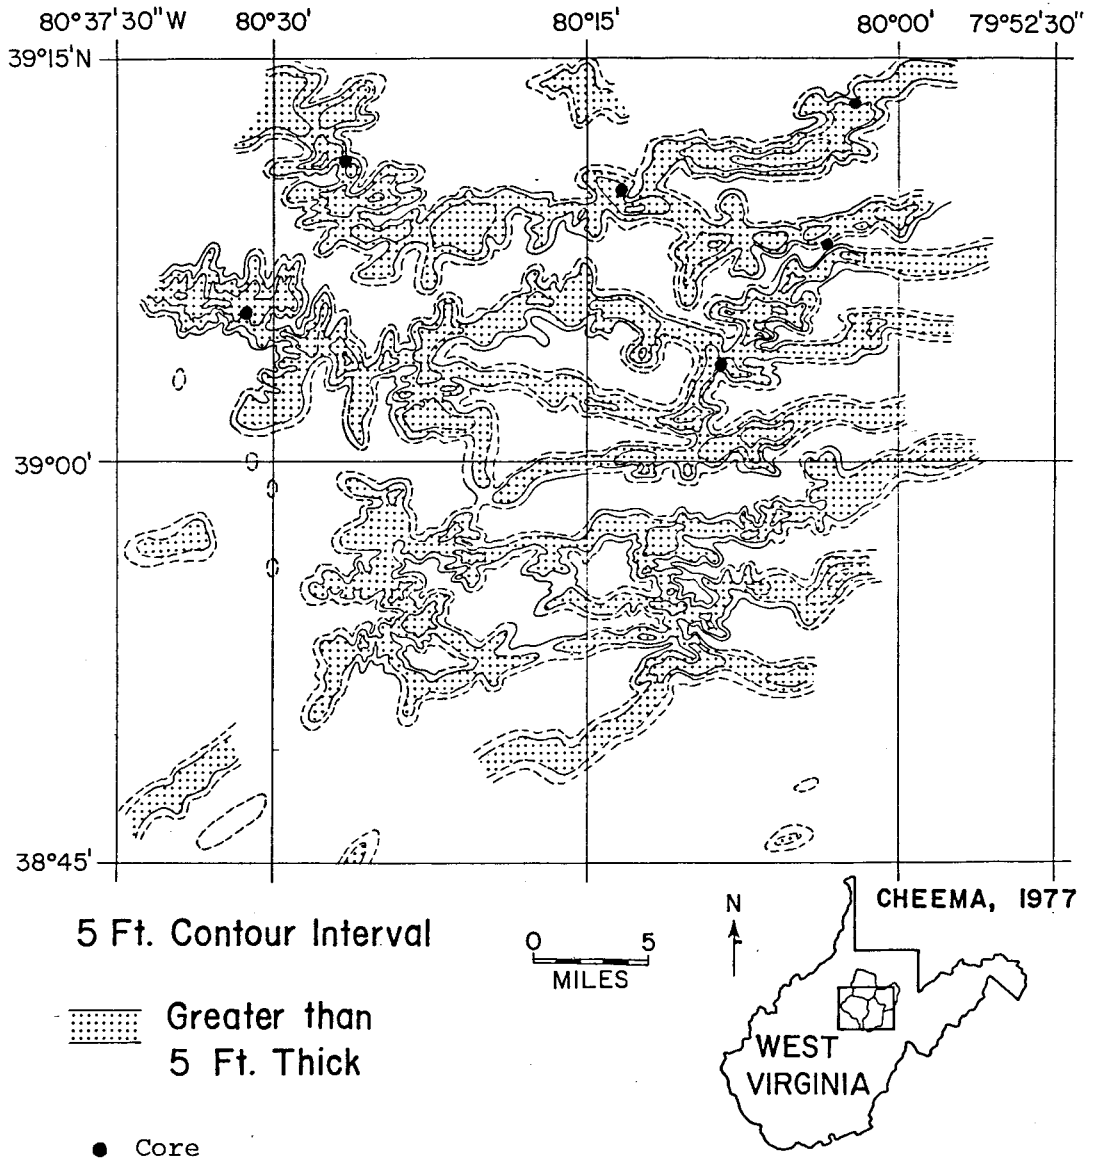 80°37'30"W 80°30' 80°15' 80°00' 79°52'30"
39°15'N
39°00'
38°45'
CHEEMA, 1977
5 Ft. Contour Interval
0 5
MILES
N
Greater than
5 Ft. Thick
WEST
VIRGINIA
Core